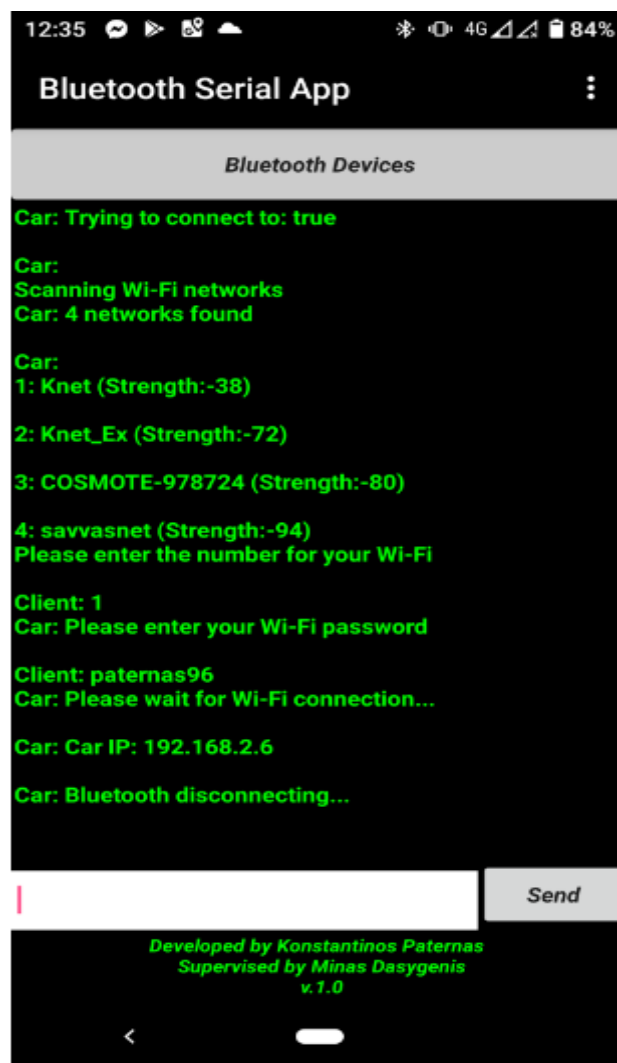 12:35 4G 84%
Bluetooth Serial App
Bluetooth Devices
Car: Trying to connect to: true
Car:
Scanning Wi-Fi networks
Car: 4 networks found
Car:
1: Knet (Strength:-38)
2: Knet_Ex (Strength:-72)
3: COSMOTE-978724 (Strength:-80)
4: savvasnet (Strength:-94)
Please enter the number for your Wi-Fi
Client: 1
Car: Please enter your Wi-Fi password
Client: paternas96
Car: Please wait for Wi-Fi connection...
Car: Car IP: 192.168.2.6
Car: Bluetooth disconnecting...
Send
Developed by Konstantinos Paternas
Supervised by Minas Dasygenis
v.1.0